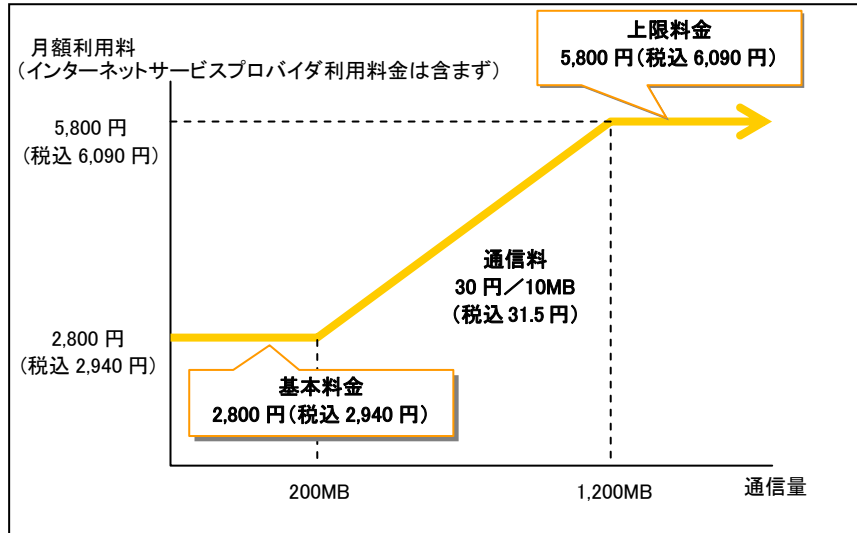 月額利用料
(インターネットサービスプロバイダ利用料金は含まず)
上限料金
5,800 円(税込 6,090 円)
5,800 円
(税込 6,090 円)
通信料
30 円/10MB
(税込 31.5 円)
2,800 円
(税込 2,940 円)
基本料金
2,800 円(税込 2,940 円)
200MB
1,200MB
通信量